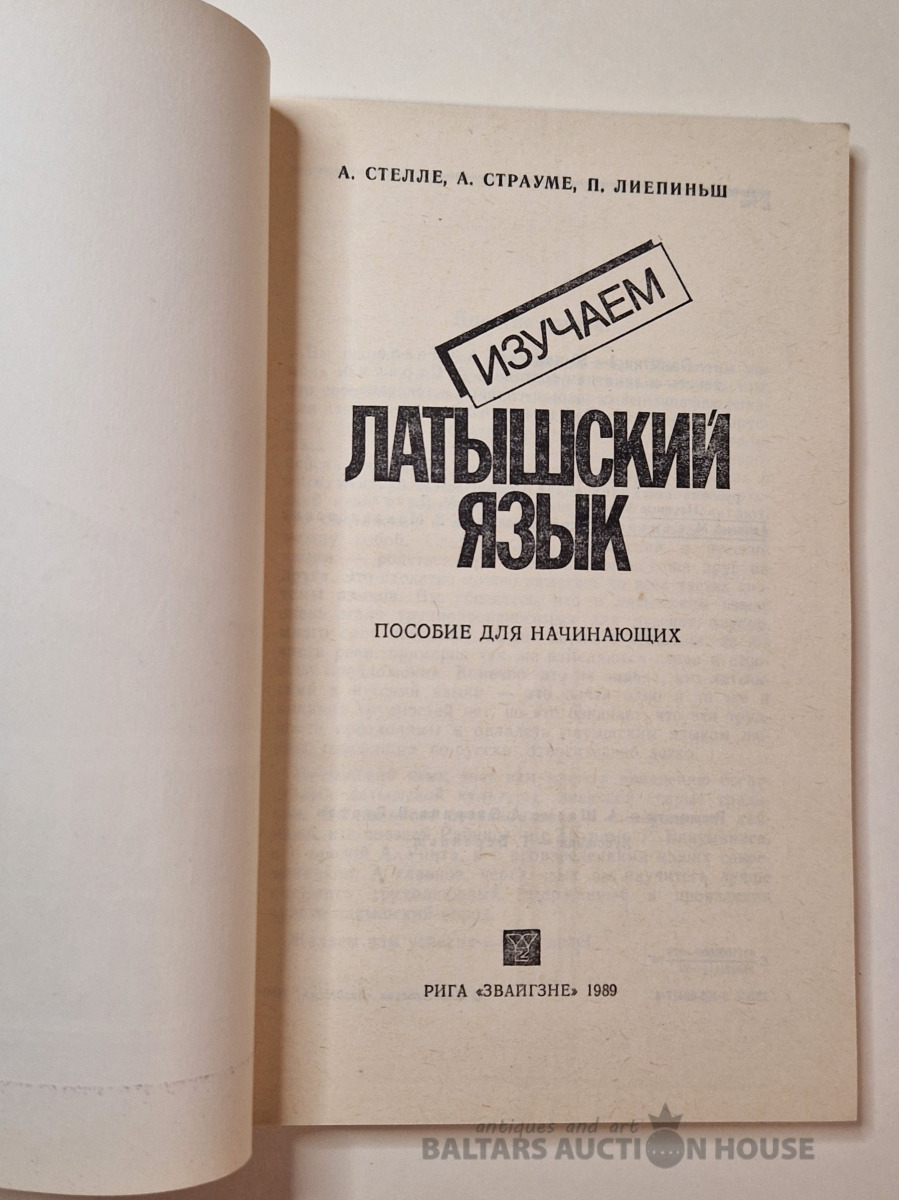 А. СТЕЛЛЕ, А. СТРАУМЕ, П. ЛИЕПИНЬШ
ИЗУЧАЕМ
ЛАТЫШСКИЙ
ЯЗЫК
ПОСОБИЕ ДЛЯ НАЧИНАЮЩИХ
РИГА «ЗВАЙГЗНЕ» 1989
antiques and art
BALTARS AUCTION HOUSE